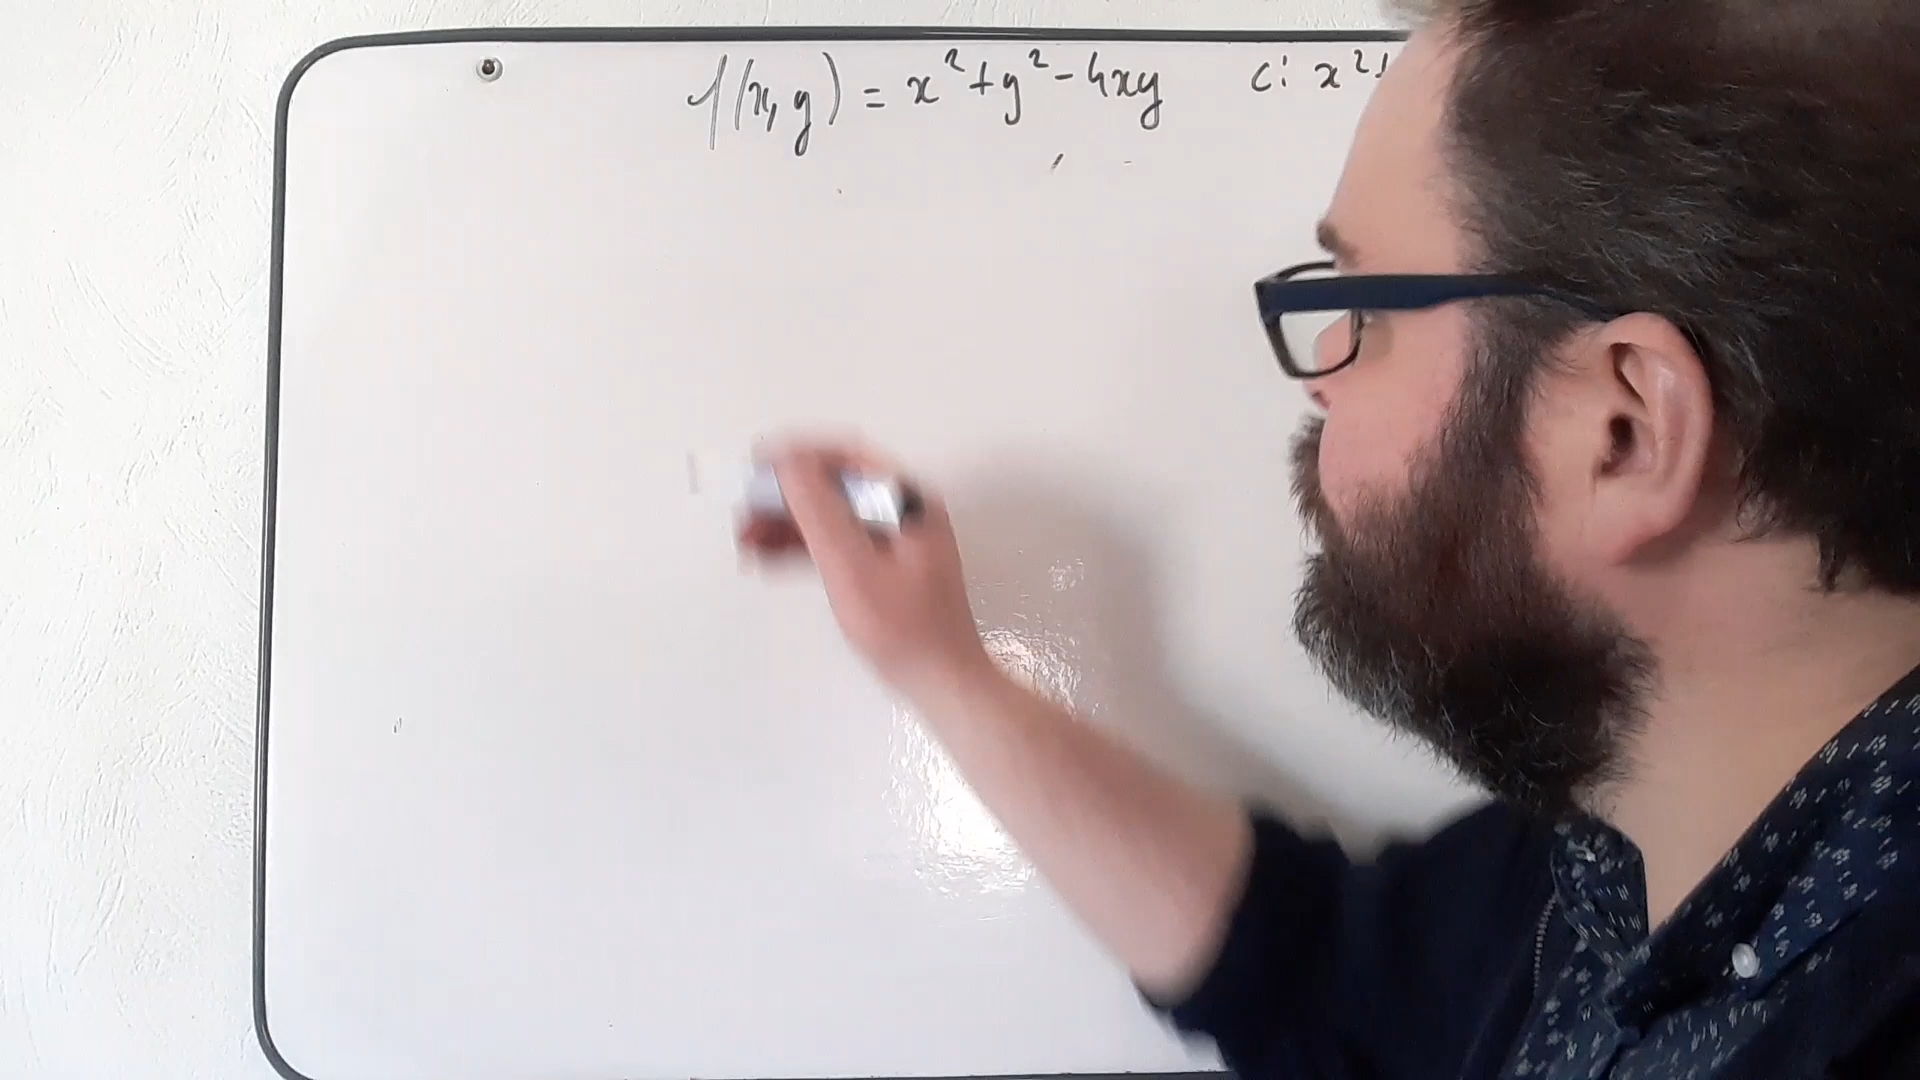 f(x, y) = x² + y² - 4xy c: x² +